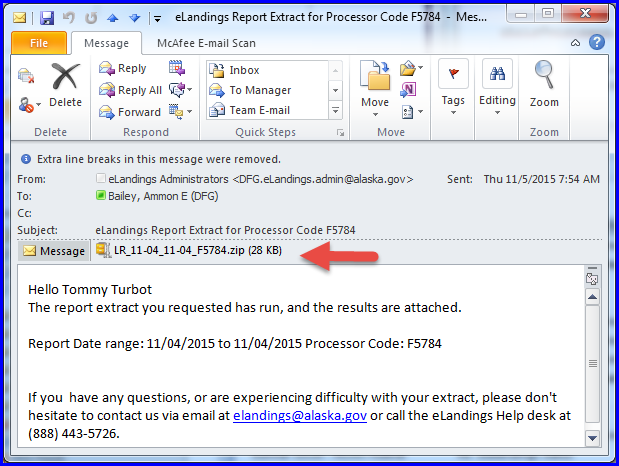 eLandings Report Extract for Processor Code F5784 - Mes...
File Message McAfee E-mail Scan
Delete
Reply
Reply All
Forward
Inbox
To Manager
Team E-mail
Move
Tags
Editing
Zoom
Delete Respond Quick Steps Move Zoom
Extra line breaks in this message were removed.
From: eLandings Administrators <DFG.eLandings.admin@alaska.gov> Sent: Thu 11/5/2015 7:54 AM
To: Bailey, Ammon E (DFG)
Cc:
Subject: eLandings Report Extract for Processor Code F5784
Message LR_11-04_11-04_F5784.zip (28 KB)
Hello Tommy Turbot
The report extract you requested has run, and the results are attached.
Report Date range: 11/04/2015 to 11/04/2015 Processor Code: F5784
If you have any questions, or are experiencing difficulty with your extract, please don't
hesitate to contact us via email at elandings@alaska.gov or call the eLandings Help desk at
(888) 443-5726.